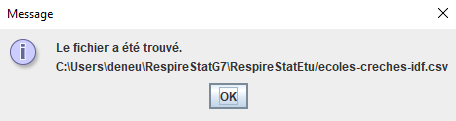 Message
Le fichier a été trouvé.
C:\Users\deneu\RespireStatG7\RespireStatEtu/ecoles-creches-idf.csv
OK